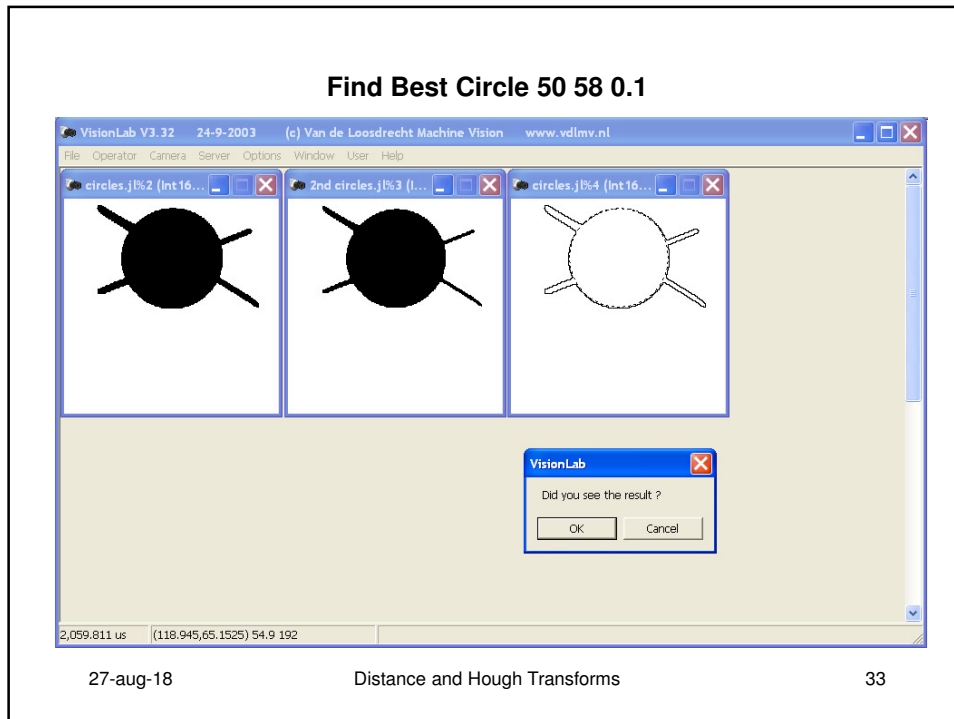 Find Best Circle 50 58 0.1
VisionLab V3.32 24-9-2003 (c) Van de Loosdrecht Machine Vision www.vdlmv.nl
File Operator Camera Server Options Window User Help
circles.jl%2 (Int16... 2nd circles.jl%3 (I... circles.jl%4 (Int16...
VisionLab
Did you see the result ?
OK Cancel
2,059.811 us (118.945,65.1525) 54.9 192
27-aug-18 Distance and Hough Transforms 33